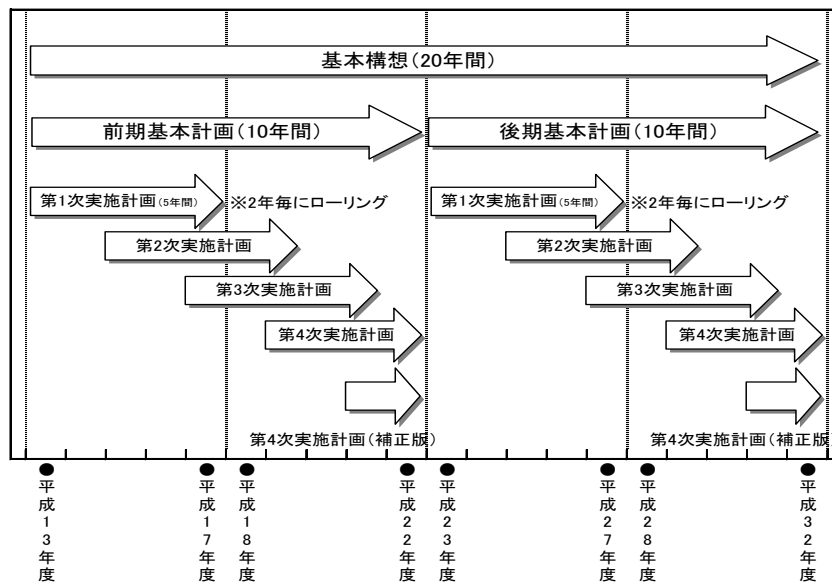 基本構想(20年間)
前期基本計画(10年間)
後期基本計画(10年間)
第1次実施計画(5年間)
※2年毎にローリング
第1次実施計画(5年間)
※2年毎にローリング
第2次実施計画
第2次実施計画
第3次実施計画
第3次実施計画
第4次実施計画
第4次実施計画
第4次実施計画(補正版)
第4次実施計画(補正版)
平成13年度
平成17年度
平成18年度
平成22年度
平成23年度
平成27年度
平成28年度
平成32年度